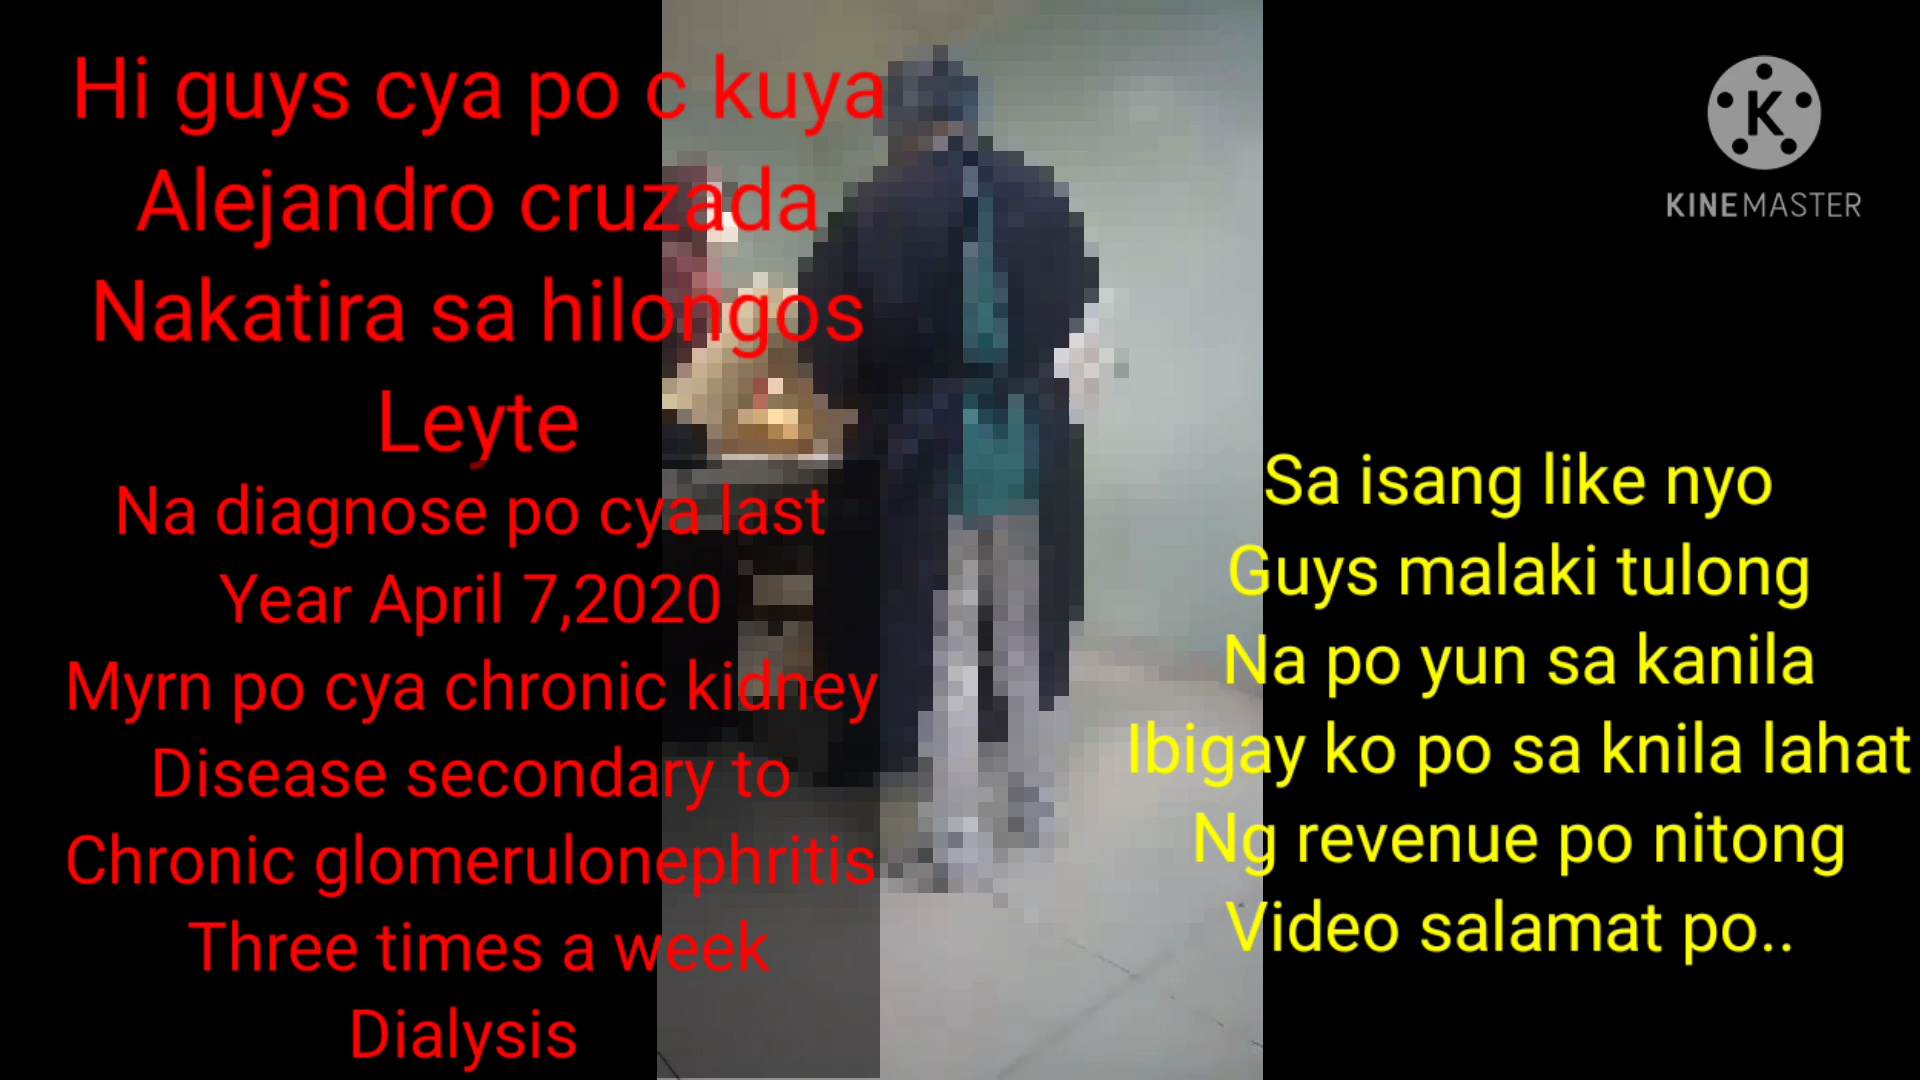 Hi guys cya po c kuya
Alejandro cruzada
Nakatira sa hilongos
Leyte
Na diagnose po cya last
Year April 7,2020
Myrn po cya chronic kidney
Disease secondary to
Chronic glomerulonephritis
Three times a week
Dialysis
KINEMASTER
Sa isang like nyo
Guys malaki tulong
Na po yun sa kanila
Ibigay ko po sa knila lahat
Ng revenue po nitong
Video salamat po..